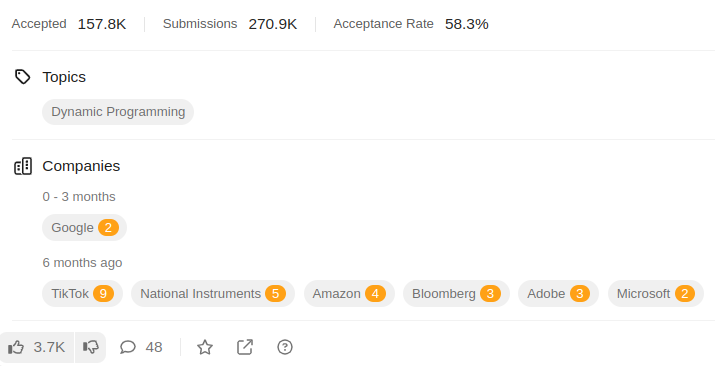 Accepted 157.8K Submissions 270.9K Acceptance Rate 58.3%
Topics
Dynamic Programming
Companies
0 - 3 months
Google 2
6 months ago
TikTok 9 National Instruments 5 Amazon 4 Bloomberg 3 Adobe 3 Microsoft 2
3.7K 48